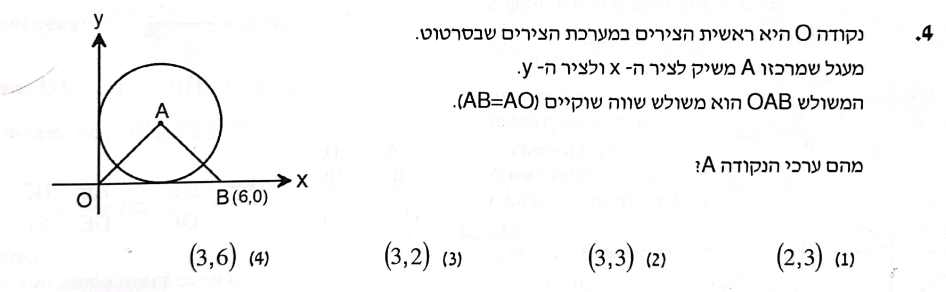 .4 נקודה O היא ראשית הצירים במערכת הצירים שבסרטוט.
מעגל שמרכזו A משיק לציר ה- x ולציר ה- y.
המשולש OAB הוא משולש שווה שוקיים (AB=AO).
מהם ערכי הנקודה A?
y
A
x
O
B (6,0)
(1) (2,3) (2) (3,3) (3) (3,2) (4) (3,6)